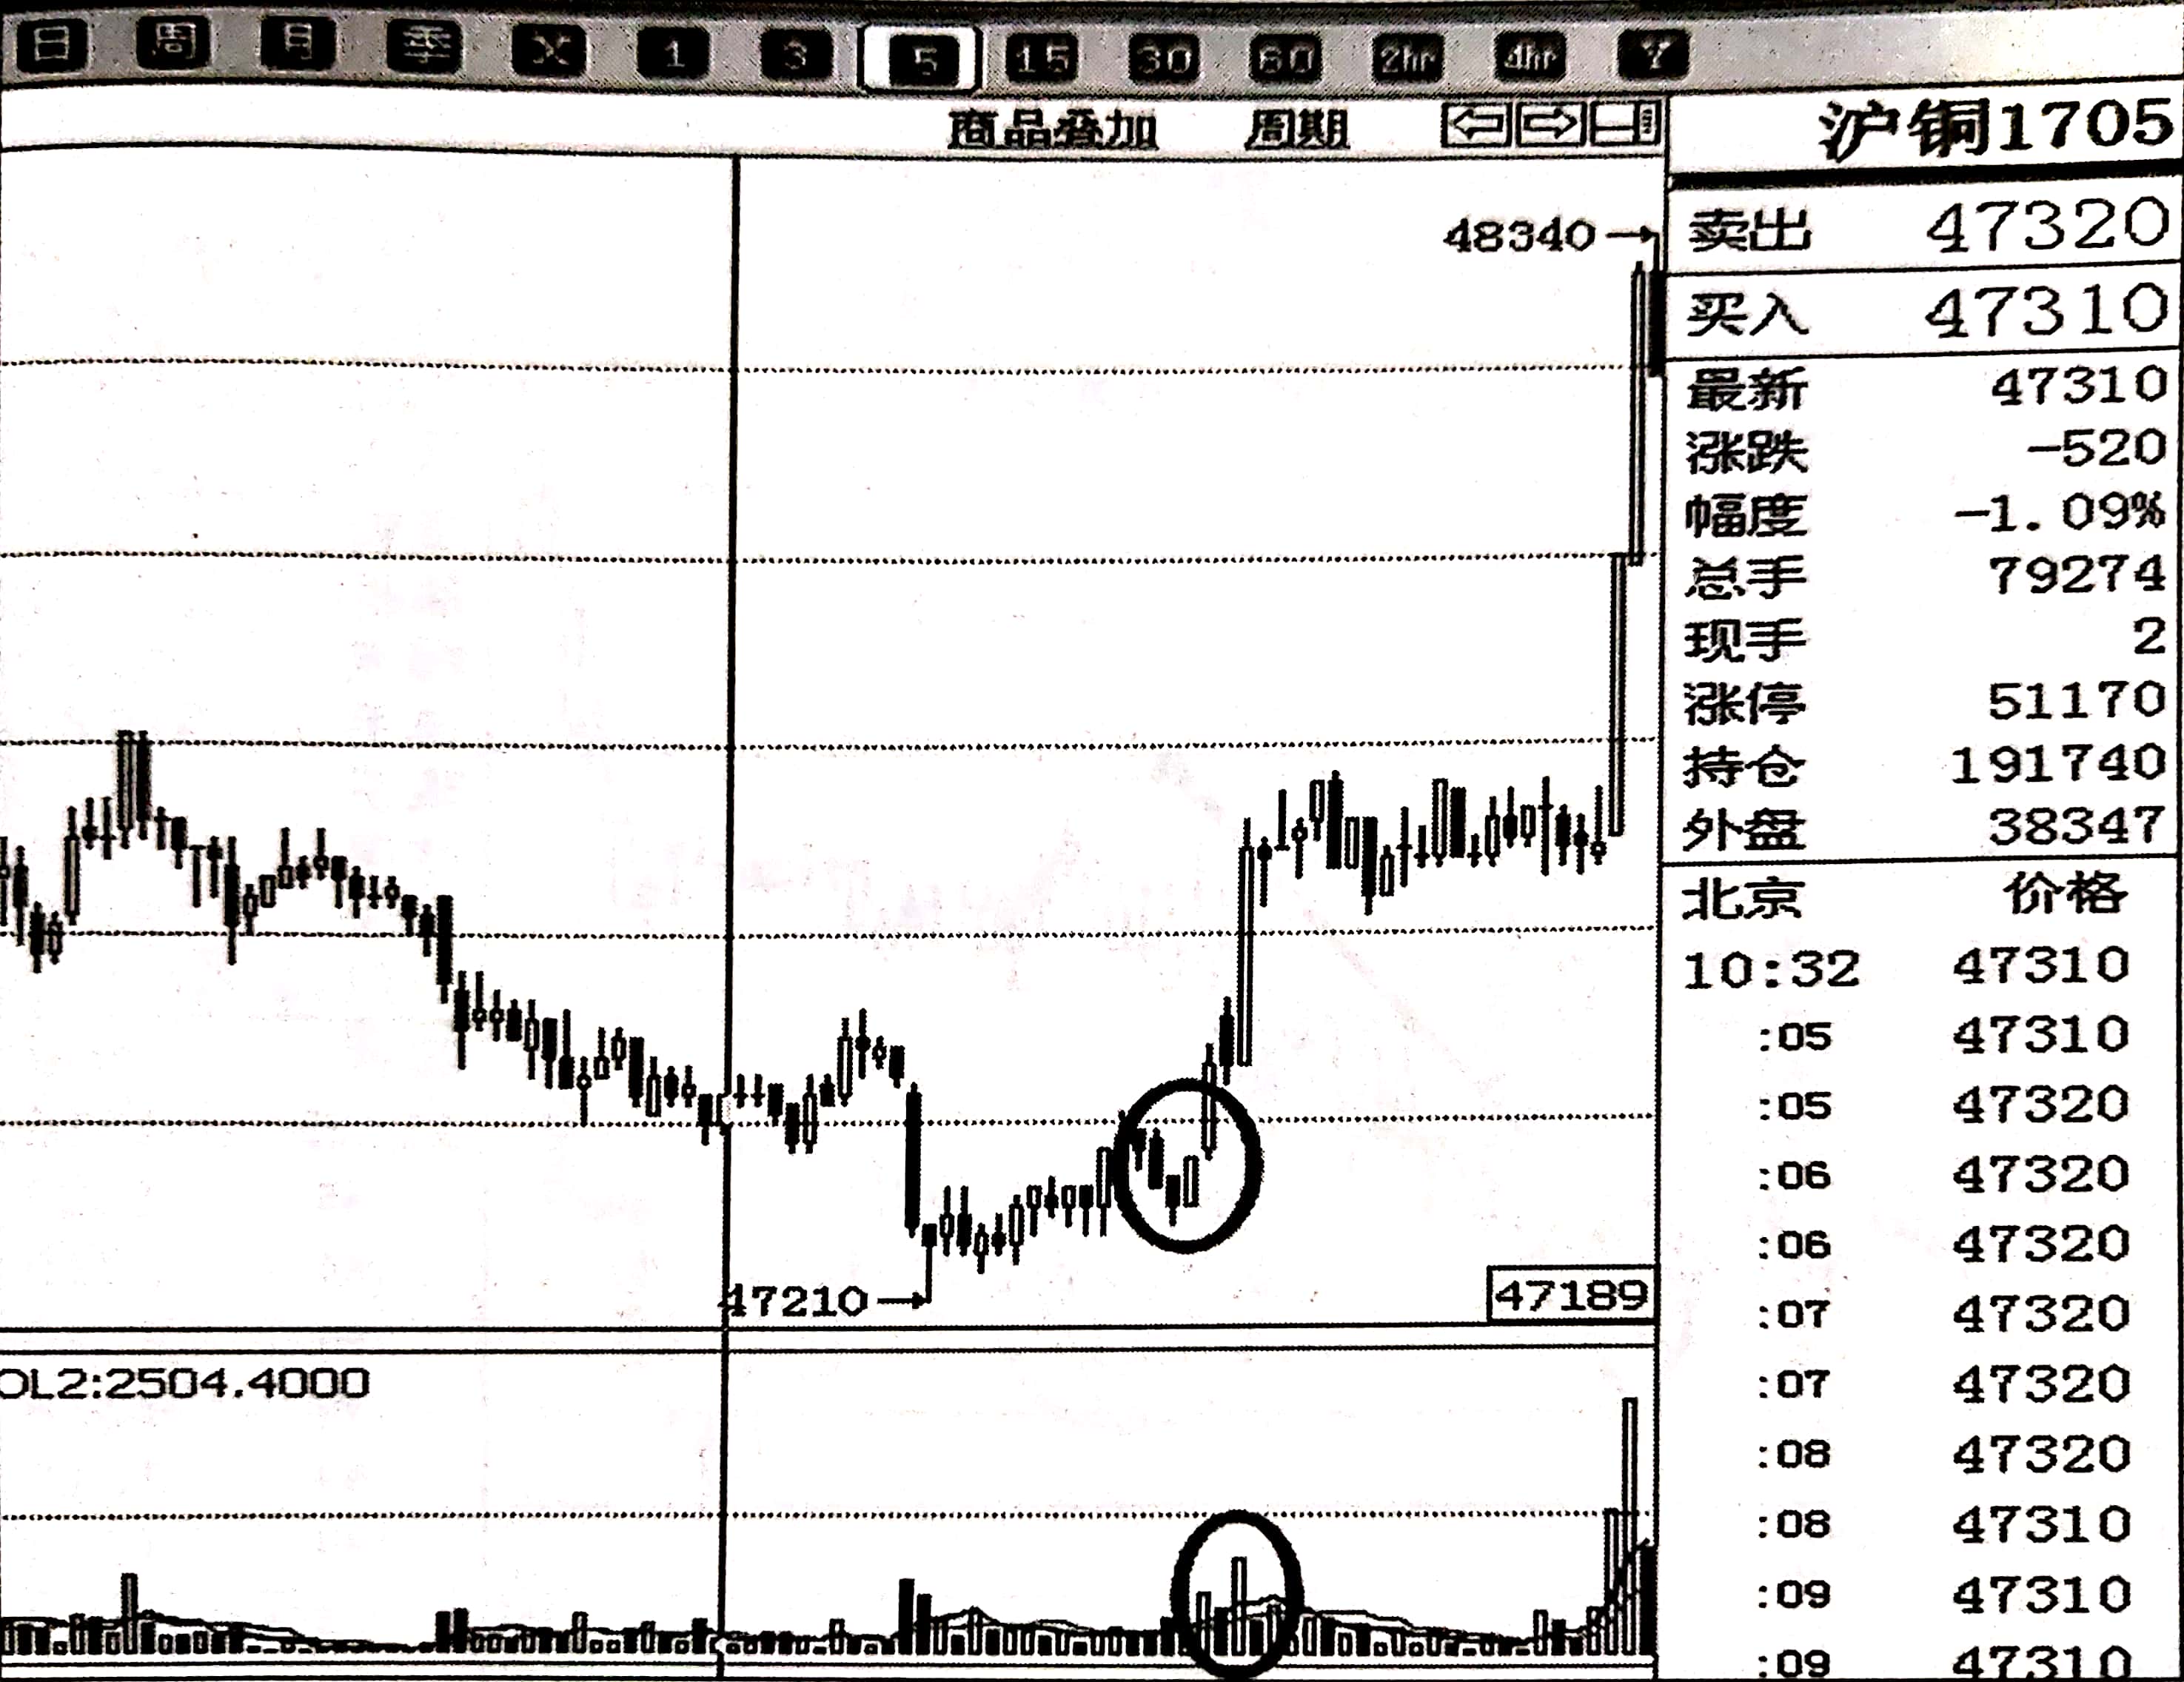 日 周 月 季 X 1 3 5 15 30 60 2hr 4hr Y
商品叠加 周期
沪铜1705
48340
卖出 47320
买入 47310
最新 47310
涨跌 -520
幅度 -1.09%
总手 79274
现手 2
涨停 51170
持仓 191740
外盘 38347
北京 价格
10:32 47310
:05 47310
:05 47320
:06 47320
:06 47320
:07 47320
:07 47320
:08 47320
:08 47310
:09 47310
:09 47310
47210
47189
OL2:2504.4000